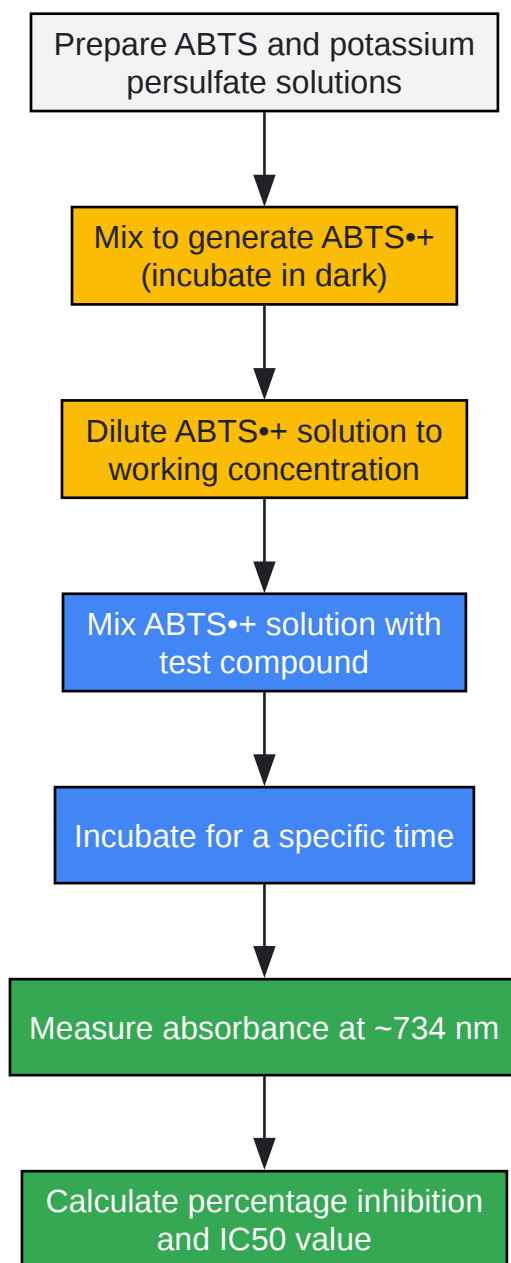 Prepare ABTS and potassium
persulfate solutions
Mix to generate ABTS•+
(incubate in dark)
Dilute ABTS•+ solution to
working concentration
Mix ABTS•+ solution with
test compound
Incubate for a specific time
Measure absorbance at ~734 nm
Calculate percentage inhibition
and IC50 value